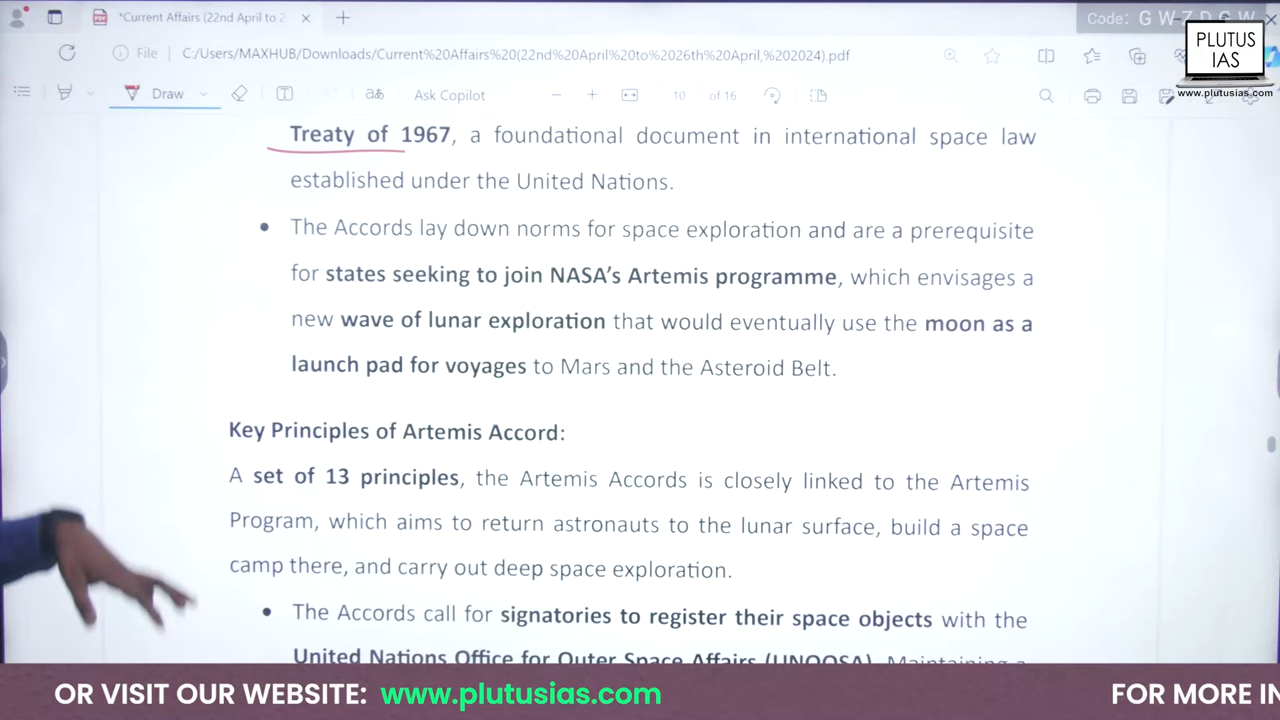 *Current Affairs (22nd April to 2
Code: G W-Z D G W
PLUTUS
IAS
www.plutusias.com
File C:/Users/MAXHUB/Downloads/Current%20Affairs%20(22nd%20April%20to%2026th%20April,%202024).pdf
Draw
Ask Copilot
10 of 16
Treaty of 1967, a foundational document in international space law
established under the United Nations.
• The Accords lay down norms for space exploration and are a prerequisite
for states seeking to join NASA’s Artemis programme, which envisages a
new wave of lunar exploration that would eventually use the moon as a
launch pad for voyages to Mars and the Asteroid Belt.
Key Principles of Artemis Accord:
A set of 13 principles, the Artemis Accords is closely linked to the Artemis
Program, which aims to return astronauts to the lunar surface, build a space
camp there, and carry out deep space exploration.
• The Accords call for signatories to register their space objects with the
United Nations Office for Outer Space Affairs (UNOOSA). Maintaining a
OR VISIT OUR WEBSITE: www.plutusias.com
FOR MORE IN